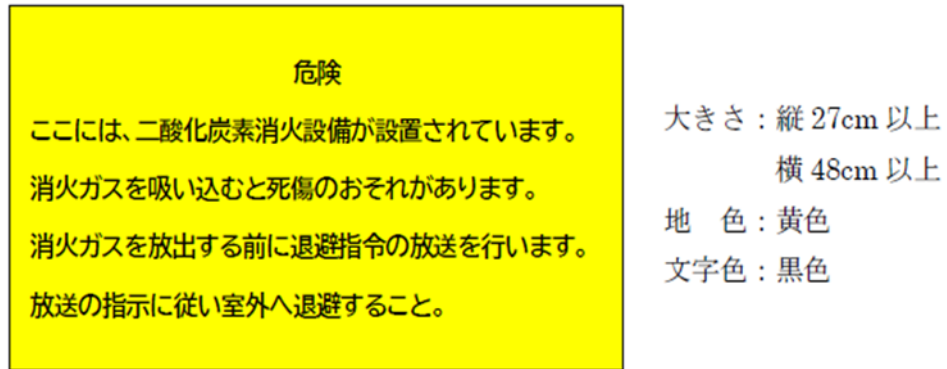 危険
ここには、二酸化炭素消火設備が設置されています。
消火ガスを吸い込むと死傷のおそれがあります。
消火ガスを放出する前に退避指令の放送を行います。
放送の指示に従い室外へ退避すること。
大きさ：縦 27cm 以上
横 48cm 以上
地　色：黄色
文字色：黒色